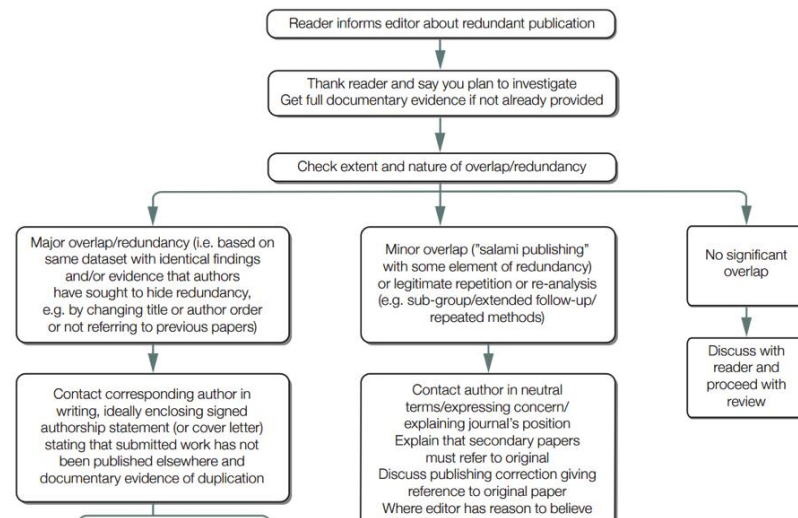 Reader informs editor about redundant publication
Thank reader and say you plan to investigate
Get full documentary evidence if not already provided
Check extent and nature of overlap/redundancy
Major overlap/redundancy (i.e. based on
same dataset with identical findings
and/or evidence that authors
have sought to hide redundancy,
e.g. by changing title or author order
or not referring to previous papers)
Minor overlap ("salami publishing"
with some element of redundancy)
or legitimate repetition or re-analysis
(e.g. sub-group/extended follow-up/
repeated methods)
No significant
overlap
Discuss with
reader and
proceed with
review
Contact corresponding author in
writing, ideally enclosing signed
authorship statement (or cover letter)
stating that submitted work has not
been published elsewhere and
documentary evidence of duplication
Contact author in neutral
terms/expressing concern/
explaining journal's position
Explain that secondary papers
must refer to original
Discuss publishing correction giving
reference to original paper
Where editor has reason to believe